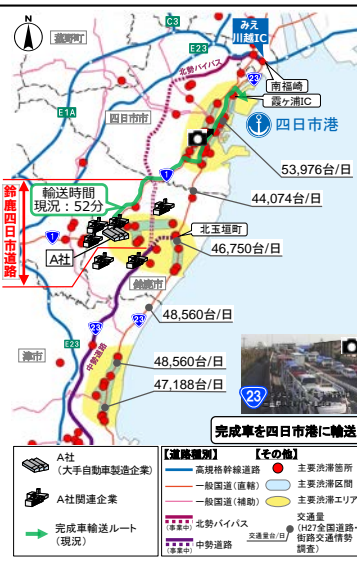 N
みえ
川越IC
C3
菰野町
E23
北勢バイパス
23
南福崎
霞ヶ浦IC
E1A
四日市市
四日市港
53,976台/日
1
輸送時間
現況：52分
44,074台/日
鈴鹿四日市道路
1
北玉垣町
46,750台/日
A社
鈴鹿市
23
23
48,560台/日
E23
津市
中勢道路
48,560台/日
47,188台/日
23
完成車を四日市港に輸送
A社
(大手自動車製造企業)
A社関連企業
完成車輸送ルート
(現況)
【道路種別】
高規格幹線道路
一般国道(直轄)
一般国道(補助)
北勢バイパス
(事業中)
中勢道路
(事業中)
【その他】
主要渋滞箇所
主要渋滞区間
主要渋滞エリア
交通量台/日
交通量
(H27全国道路・
街路交通情勢
調査)